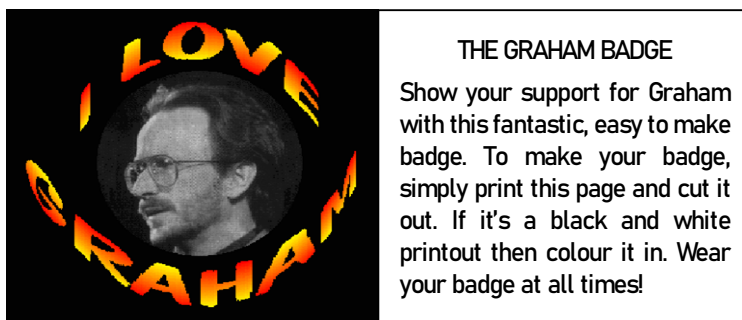 I LOVE
GRAHAM
THE GRAHAM BADGE
Show your support for Graham
with this fantastic, easy to make
badge. To make your badge,
simply print this page and cut it
out. If it's a black and white
printout then colour it in. Wear
your badge at all times!